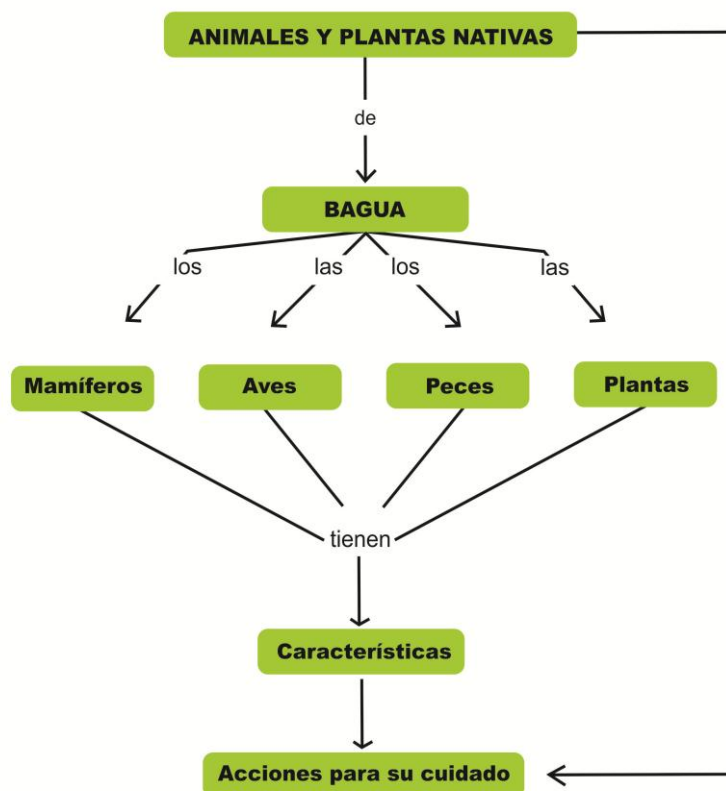 ANIMALES Y PLANTAS NATIVAS
de
BAGUA
los
las
los
las
Mamíferos
Aves
Peces
Plantas
tienen
Características
Acciones para su cuidado